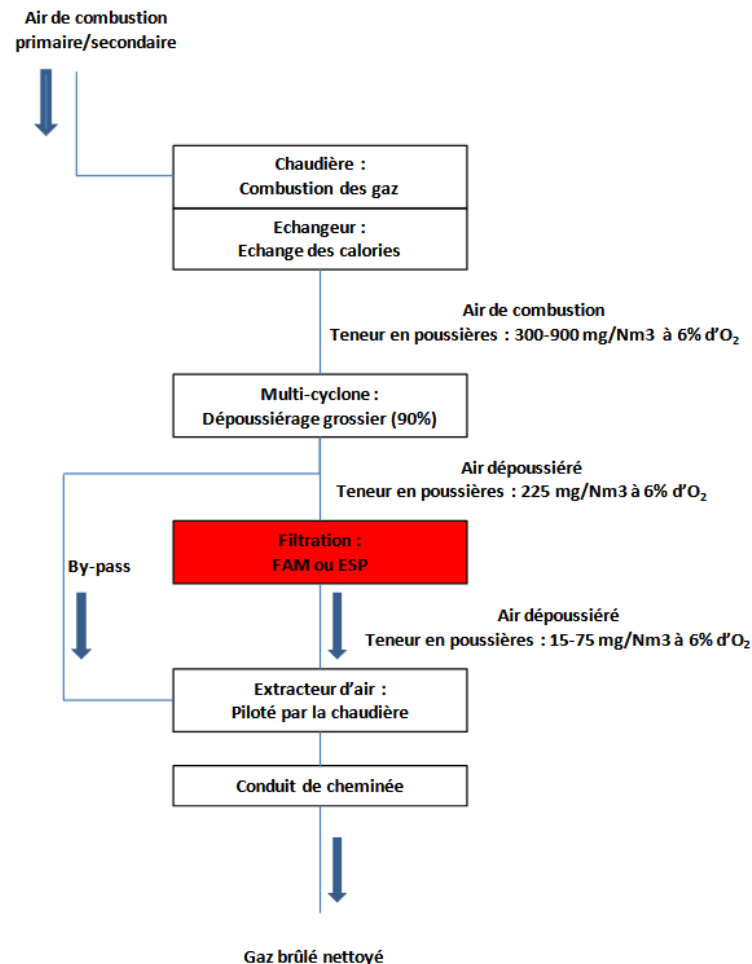 Air de combustion
primaire/secondaire
Chaudière :
Combustion des gaz
Echangeur :
Echange des calories
Air de combustion
Teneur en poussières : 300-900 mg/Nm3 à 6% d’O₂
Multi-cyclone :
Dépoussiérage grossier (90%)
Air dépoussiéré
Teneur en poussières : 225 mg/Nm3 à 6% d’O₂
Filtration :
FAM ou ESP
By-pass
Air dépoussiéré
Teneur en poussières : 15-75 mg/Nm3 à 6% d’O₂
Extracteur d’air :
Piloté par la chaudière
Conduit de cheminée
Gaz brûlé nettoyé